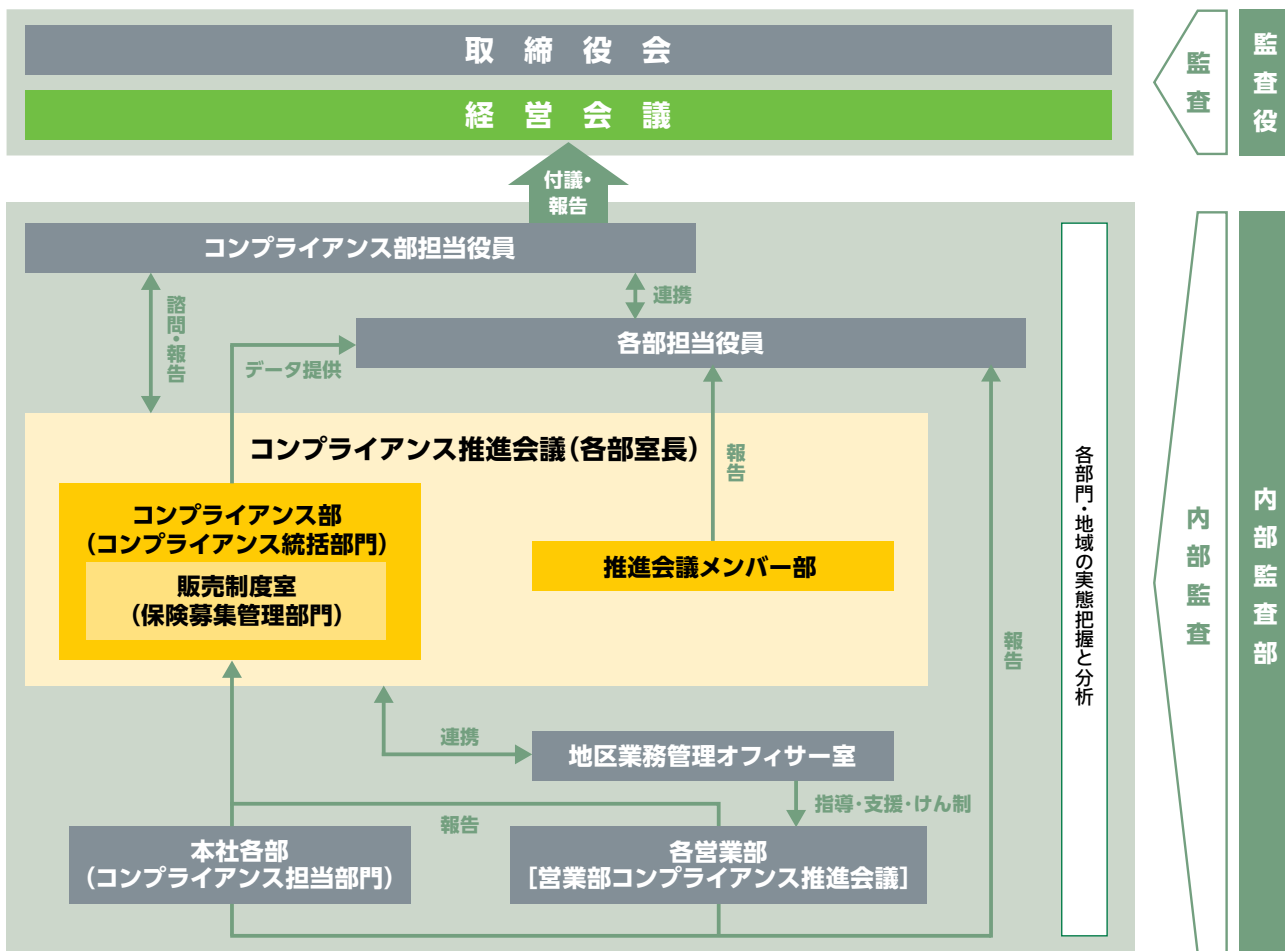 取締役会
経営会議
監査
監査役
付議・
報告
コンプライアンス部担当役員
諮問・報告
連携
各部担当役員
データ提供
コンプライアンス推進会議(各部室長)
報告
コンプライアンス部
(コンプライアンス統括部門)
販売制度室
(保険募集管理部門)
推進会議メンバー部
報告
各部門・地域の実態把握と分析
内部監査
内部監査部
連携
地区業務管理オフィサー室
指導・支援・けん制
報告
本社各部
(コンプライアンス担当部門)
各営業部
[営業部コンプライアンス推進会議]